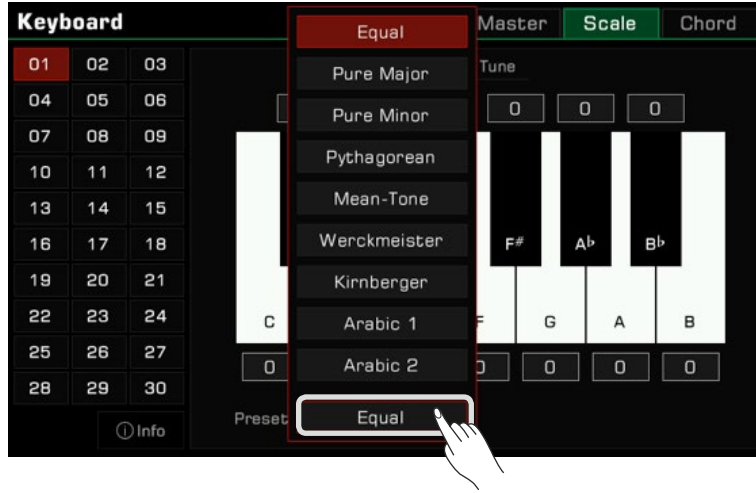 Keyboard
Master Scale Chord
Equal
Pure Major
Pure Minor
Pythagorean
Mean-Tone
Werckmeister
Kirnberger
Arabic 1
Arabic 2
Equal
01 02 03
04 05 06
07 08 09
10 11 12
13 14 15
16 17 18
19 20 21
22 23 24
25 26 27
28 29 30
ⓘ Info
Tune
0 0 0
F# A♭ B♭
C F G A B
0 0 0 0 0
Preset